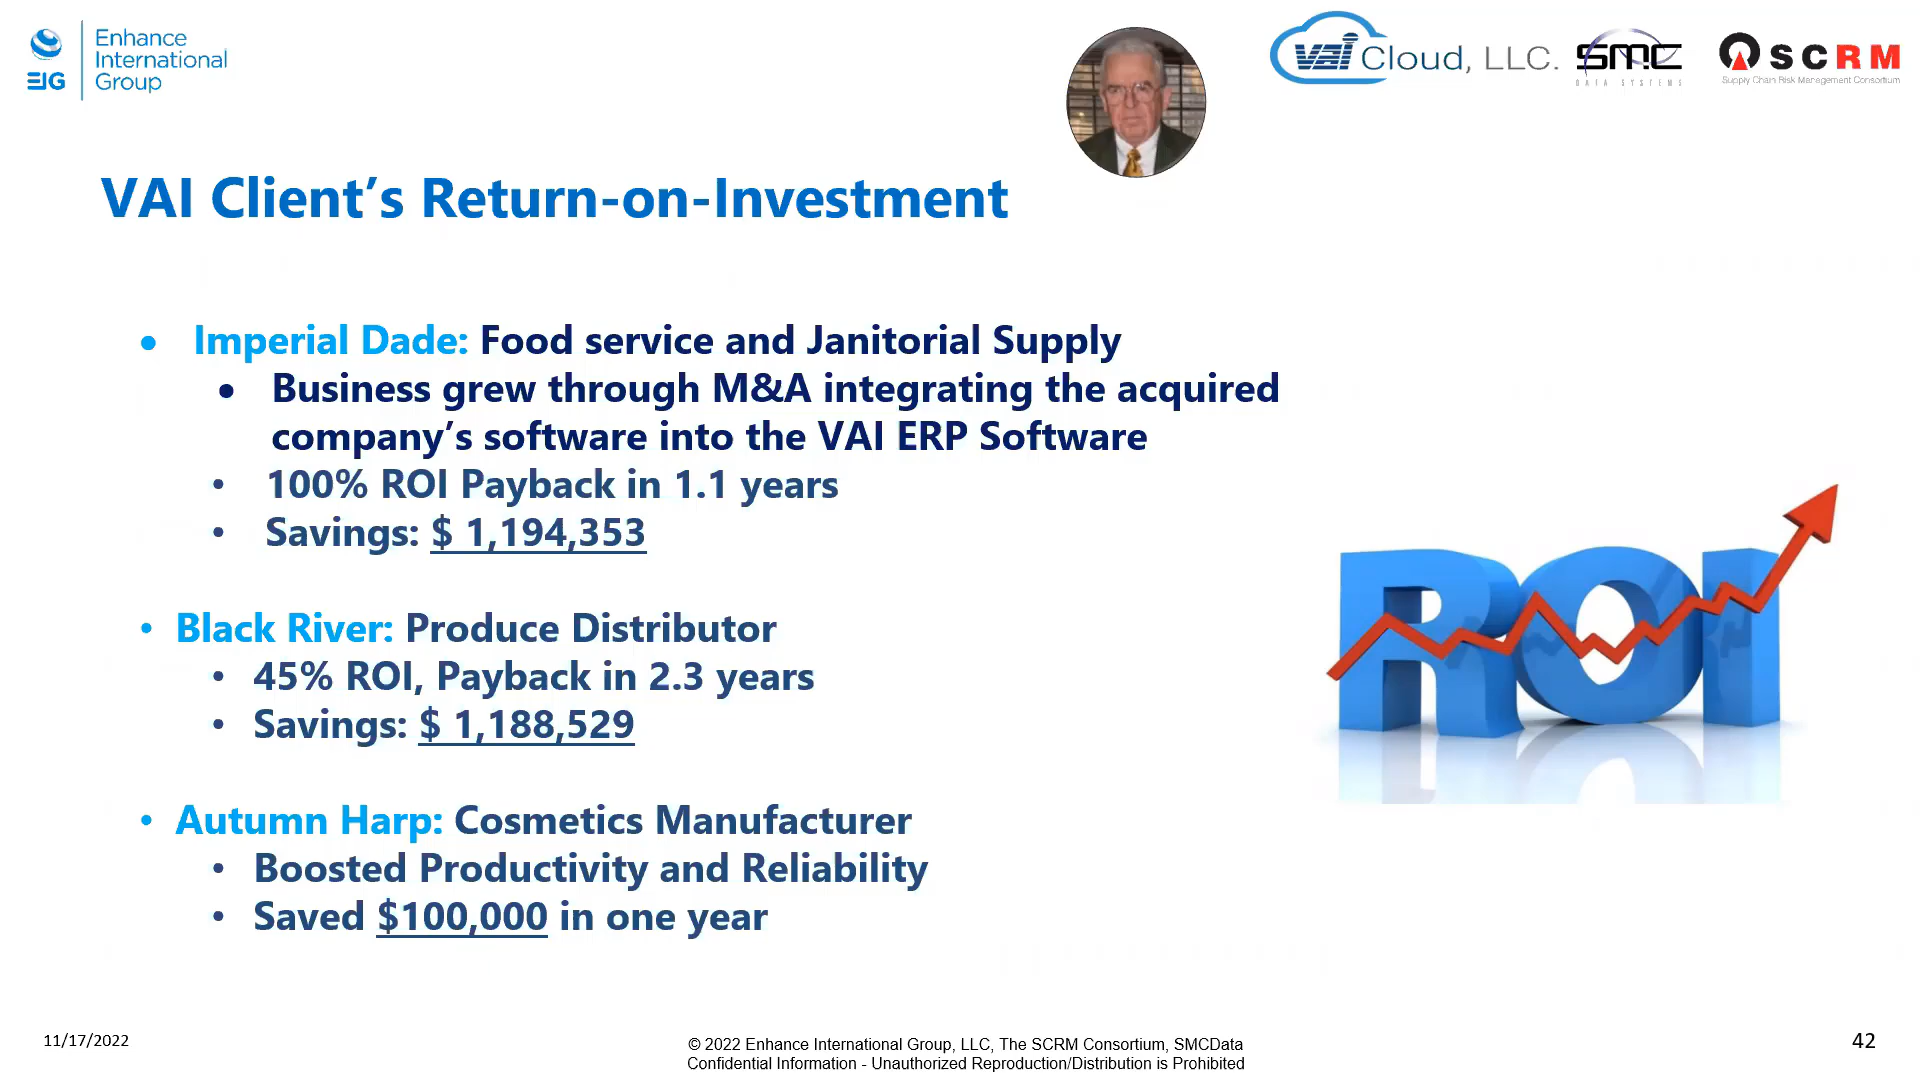 Enhance
International
Group
EIG
vai Cloud, LLC.
SMC
DATA SYSTEMS
SCRM
Supply Chain Risk Management Consortium
VAI Client’s Return-on-Investment
• Imperial Dade: Food service and Janitorial Supply
• Business grew through M&A integrating the acquired
company’s software into the VAI ERP Software
• 100% ROI Payback in 1.1 years
• Savings: $ 1,194,353
• Black River: Produce Distributor
• 45% ROI, Payback in 2.3 years
• Savings: $ 1,188,529
• Autumn Harp: Cosmetics Manufacturer
• Boosted Productivity and Reliability
• Saved $100,000 in one year
ROI
11/17/2022
© 2022 Enhance International Group, LLC, The SCRM Consortium, SMCData
Confidential Information - Unauthorized Reproduction/Distribution is Prohibited
42